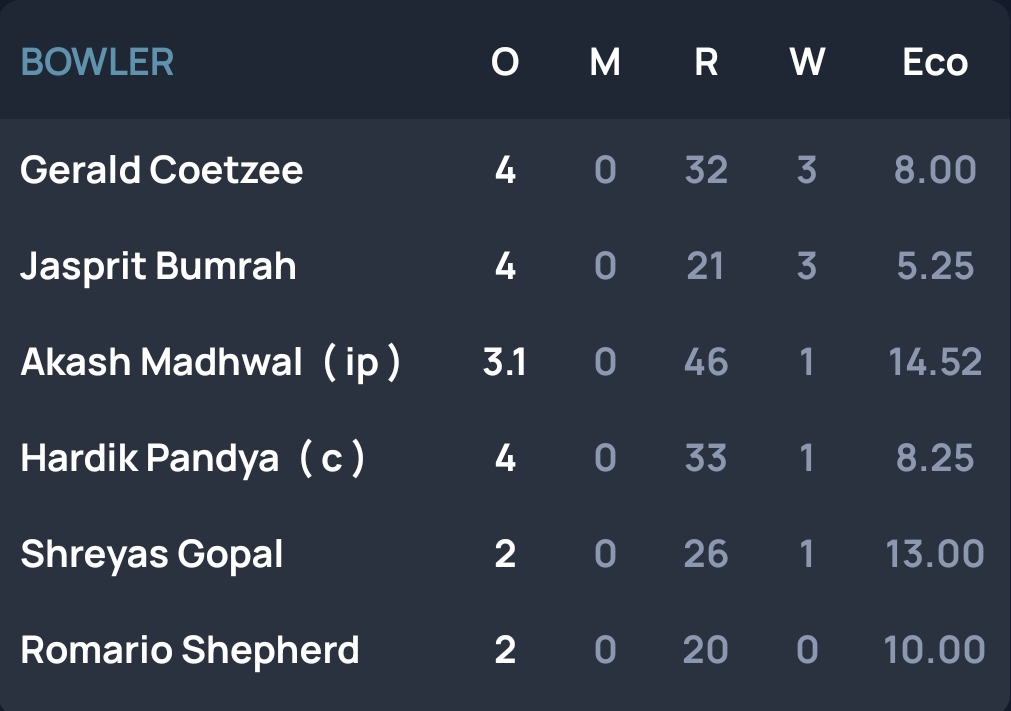 BOWLER O M R W Eco
Gerald Coetzee 4 0 32 3 8.00
Jasprit Bumrah 4 0 21 3 5.25
Akash Madhwal ( ip ) 3.1 0 46 1 14.52
Hardik Pandya ( c ) 4 0 33 1 8.25
Shreyas Gopal 2 0 26 1 13.00
Romario Shepherd 2 0 20 0 10.00